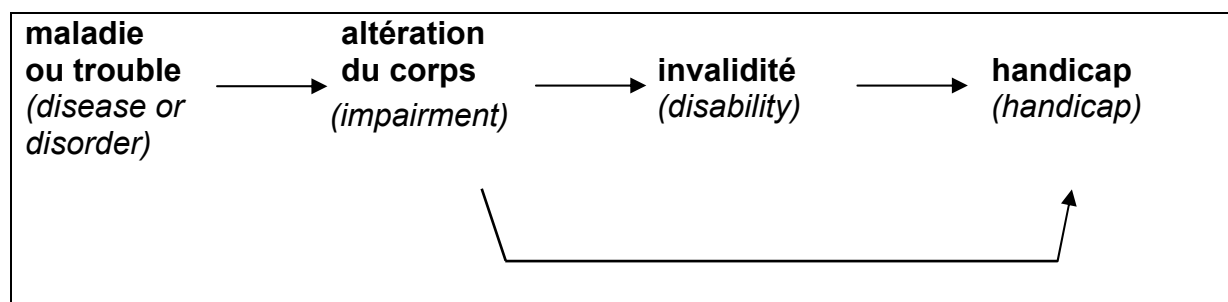 maladie
ou trouble
(disease or
disorder)
altération
du corps
(impairment)
invalidité
(disability)
handicap
(handicap)